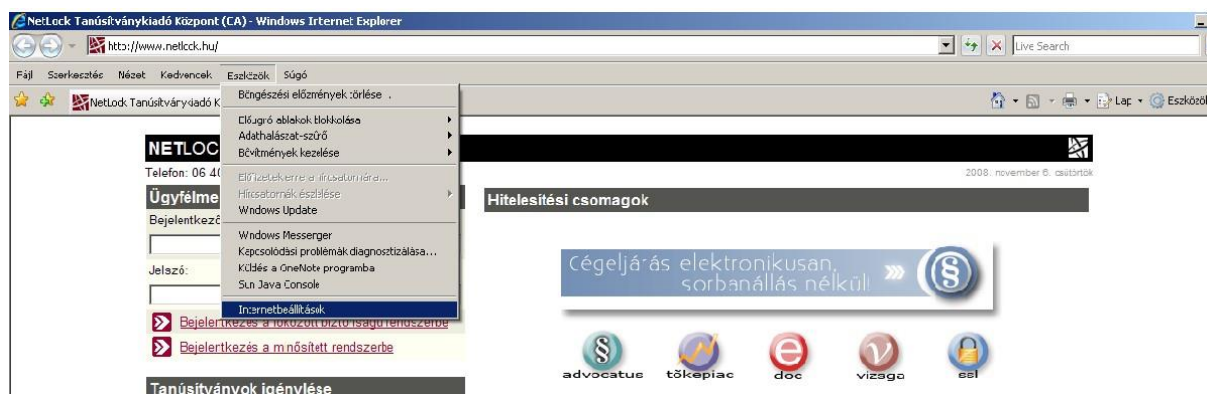 NetLock Tanúsítványkiadó Központ (CA) - Windows Internet Explorer
http://www.netlock.hu/
Live Search
Fájl Szerkesztés Nézet Kedvencek Eszközök Súgó
NetLock Tanúsítványkiadó K
Lap Eszközök
Böngészési előzmények törlése...
Előugró ablakok blokkolása
Adathalászat-szűrő
Bővítmények kezelése
Előfizetek erre a hírcsatornára...
Hírcsatornák észlelése
Windows Update
Windows Messenger
Kapcsolódási problémák diagnosztizálása...
Küldés a OneNote programba
Sun Java Console
Internetbeállítások
NETLOC
Telefon: 06 40
2008. november 6. csütörtök
Ügyfélme
Bejelentkező
Jelszó:
Bejelentkezés a fokozott biztonságú rendszerbe
Bejelentkezés a minősített rendszerbe
Tanúsítványok igénylése
Hitelesítési csomagok
Cégeljárás elektronikusan,
sorbanállás nélkül!
advocatus tőkepiac doc vizsga ssl